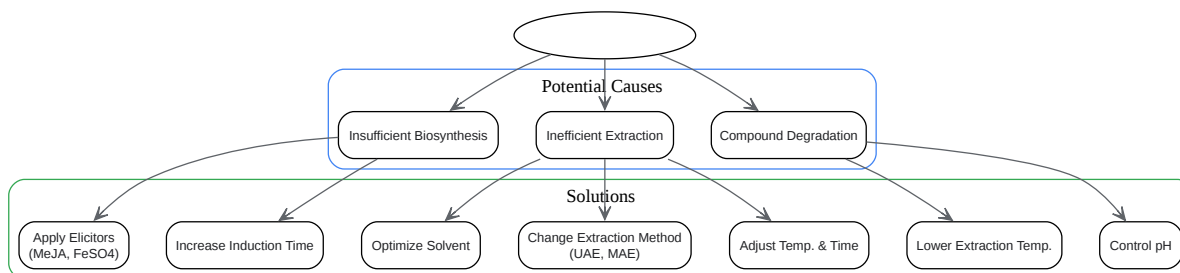 Potential Causes
Insufficient Biosynthesis
Inefficient Extraction
Compound Degradation
Solutions
Apply Elicitors
(MeJA, FeSO4)
Increase Induction Time
Optimize Solvent
Change Extraction Method
(UAE, MAE)
Adjust Temp. & Time
Lower Extraction Temp.
Control pH